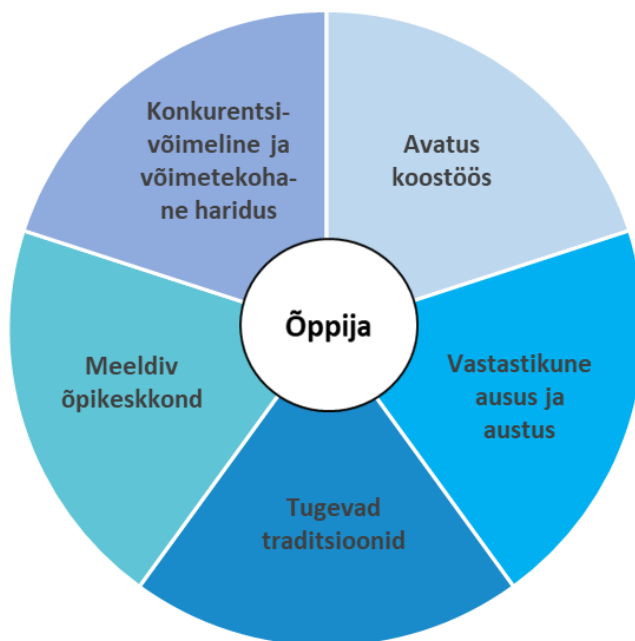 Konkurentsi-
võimeline ja
võimetekoha-
ne haridus
Avatus
koostöös
Õppija
Meeldiv
õpikeskkond
Vastastikune
ausus ja
austus
Tugevad
traditsioonid